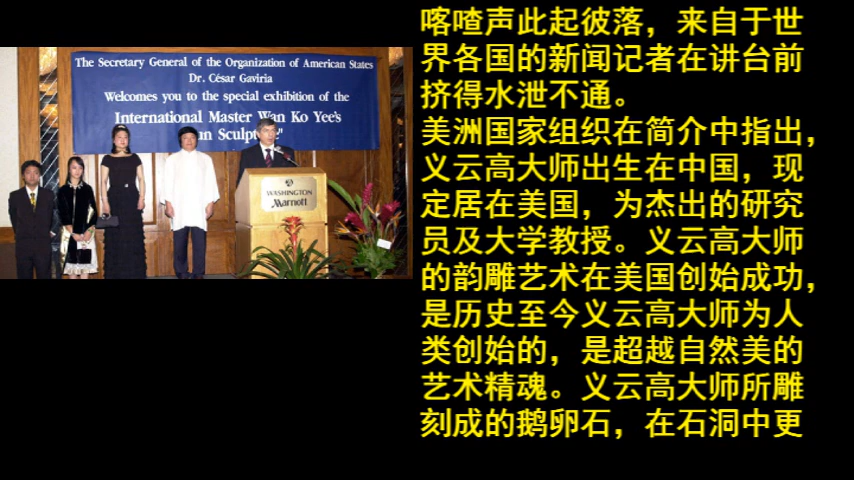 The Secretary General of the Organization of American States
Dr. César Gaviria
Welcomes you to the special exhibition of the
International Master Wan Ko Yee's
un Sculptu
WASHINGTON
Marriott
喀喳声此起彼落，来自于世
界各国的新闻记者在讲台前
挤得水泄不通。
美洲国家组织在简介中指出，
义云高大师出生在中国，现
定居在美国，为杰出的研究
员及大学教授。义云高大师
的韵雕艺术在美国创始成功，
是历史至今义云高大师为人
类创始的，是超越自然美的
艺术精魂。义云高大师所雕
刻成的鹅卵石，在石洞中更